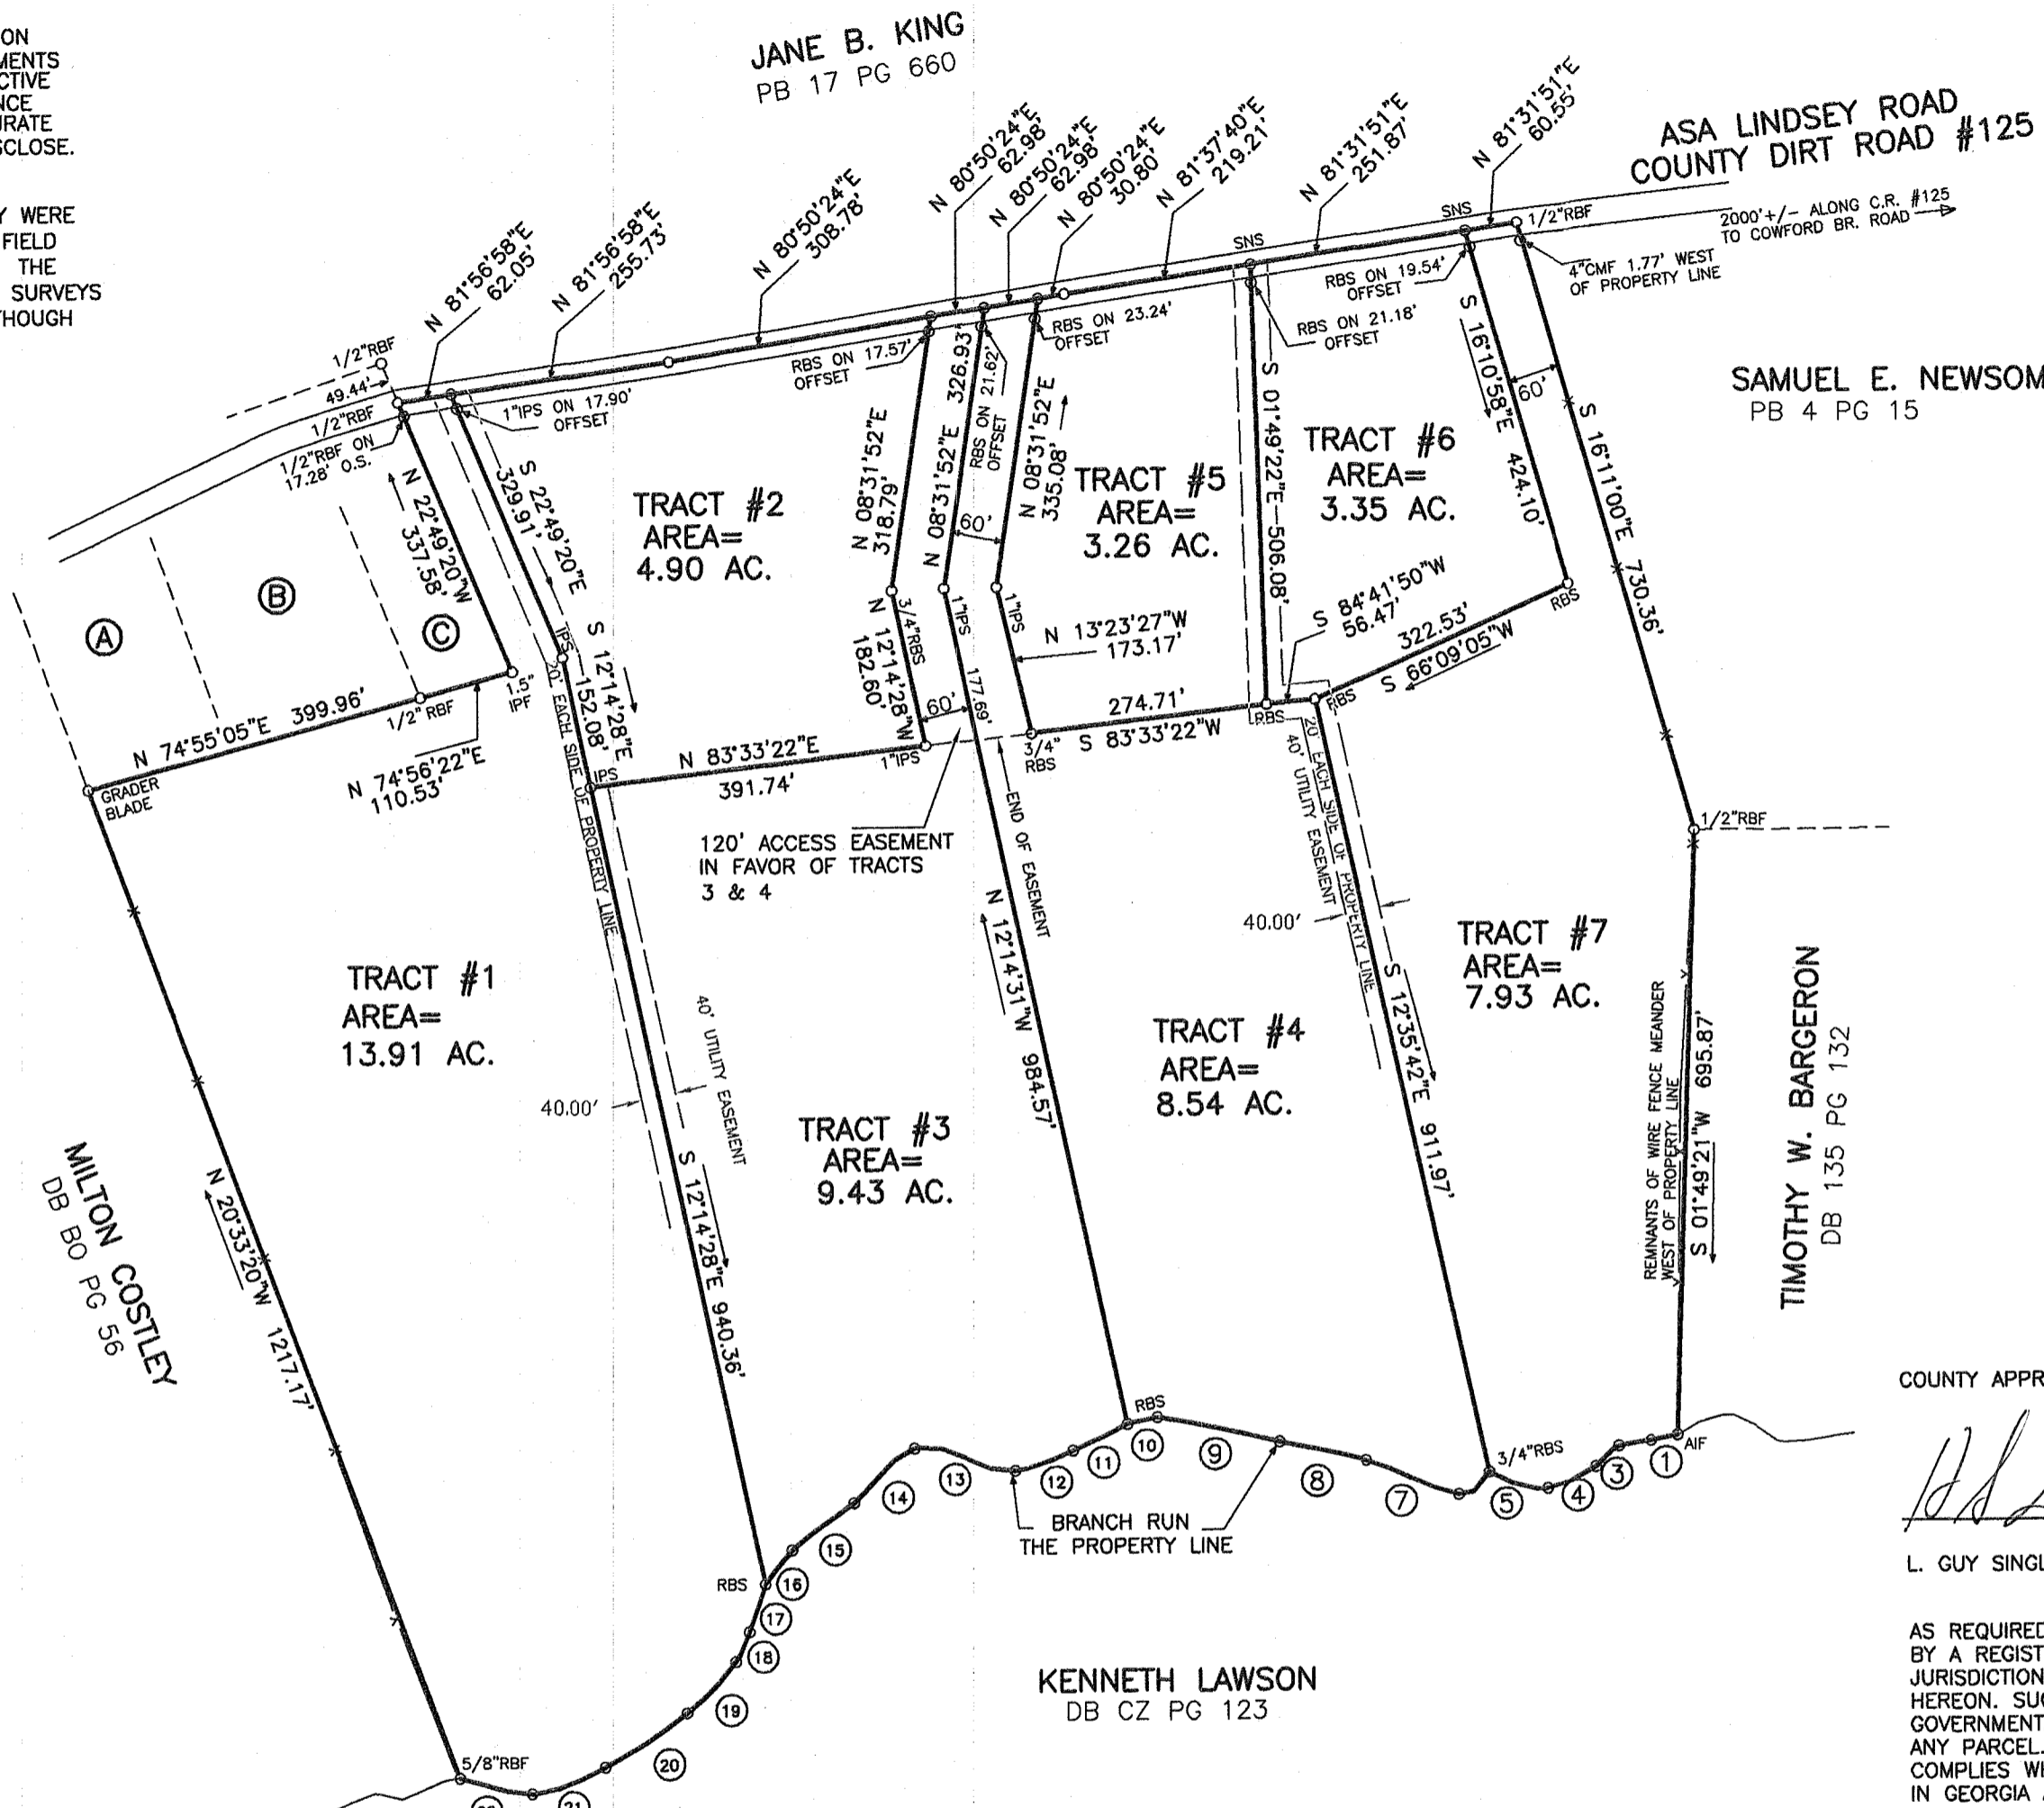 ON
MENTS
CTIVE
NCE
URATE
SCLOSE.
Y WERE
FIELD
THE
SURVEYS
THOUGH
JANE B. KING
PB 17 PG 660
ASA LINDSEY ROAD
COUNTY DIRT ROAD #125
2000'+/- ALONG C.R. #125
TO COWFORD BR. ROAD
N 81°56'58"E
62.05'
N 81°56'58"E
255.73'
N 80°50'24"E
308.78'
N 80°50'24"E
62.98'
N 80°50'24"E
62.98'
N 80°50'24"E
30.80'
N 81°37'40"E
219.21'
N 81°31'51"E
251.87'
N 81°31'51"E
60.55'
SNS
SNS
1/2"RBF
4"CMF 1.77' WEST
OF PROPERTY LINE
1/2"RBF
49.44'
1/2"RBF
1/2"RBF ON
17.28' O.S.
1"IPS ON 17.90'
OFFSET
RBS ON 17.57'
OFFSET
RBS ON 21.62'
OFFSET
RBS ON 23.24'
OFFSET
RBS ON 21.18'
OFFSET
RBS ON 19.54'
OFFSET
SAMUEL E. NEWSOM
PB 4 PG 15
A
B
C
N 22°49'20"W
337.58'
S 22°49'20"E
329.91'
TRACT #2
AREA=
4.90 AC.
N 08°31'52"E
318.79'
N 08°31'52"E 326.93'
60'
N 08°31'52"E
335.08'
TRACT #5
AREA=
3.26 AC.
S 01°49'22"E 506.08'
TRACT #6
AREA=
3.35 AC.
S 16°10'58"E 424.10'
60'
S 16°11'00"E 730.36'
IPS
S 12°14'28"E
152.08'
3/4"RBS
N 12°14'28"W
182.60'
1"IPS
177.69'
60'
1"IPS
N 13°23'27"W
173.17'
S 84°41'50"W
56.47'
322.53'
S 66°09'05"W
RBS
RBS
RBS
274.71'
S 83°33'22"W
3/4"
RBS
N 74°55'05"E 399.96'
1/2" RBF
1.5"
IPF
N 74°56'22"E
110.53'
GRADER
BLADE
IPS
N 83°33'22"E
391.74'
1"IPS
120' ACCESS EASEMENT
IN FAVOR OF TRACTS
3 & 4
END OF EASEMENT
20' EACH SIDE OF PROPERTY LINE
40' UTILITY EASEMENT
40.00'
20' EACH SIDE OF PROPERTY LINE
40' UTILITY EASEMENT
40.00'
1/2"RBF
TRACT #1
AREA=
13.91 AC.
TRACT #3
AREA=
9.43 AC.
TRACT #4
AREA=
8.54 AC.
TRACT #7
AREA=
7.93 AC.
N 20°33'20"W 1217.17'
S 12°14'28"E 940.36'
N 12°14'31"W 984.57'
S 12°35'42"E 911.97'
REMNANTS OF WIRE FENCE MEANDER
WEST OF PROPERTY LINE
S 01°49'21"W 695.87'
TIMOTHY W. BARGERON
DB 135 PG 132
MILTON COSTLEY
DB BO PG 56
RBS
3/4"RBS
AIF
1
3
4
5
7
8
9
10
11
12
13
14
15
16
17
18
19
20
21
BRANCH RUN
THE PROPERTY LINE
RBS
5/8"RBF
KENNETH LAWSON
DB CZ PG 123
COUNTY APPR
L. GUY SINGL
AS REQUIRED
BY A REGIST
JURISDICTION
HEREON. SUC
GOVERNMENT
ANY PARCEL.
COMPLIES WI
IN GEORGIA